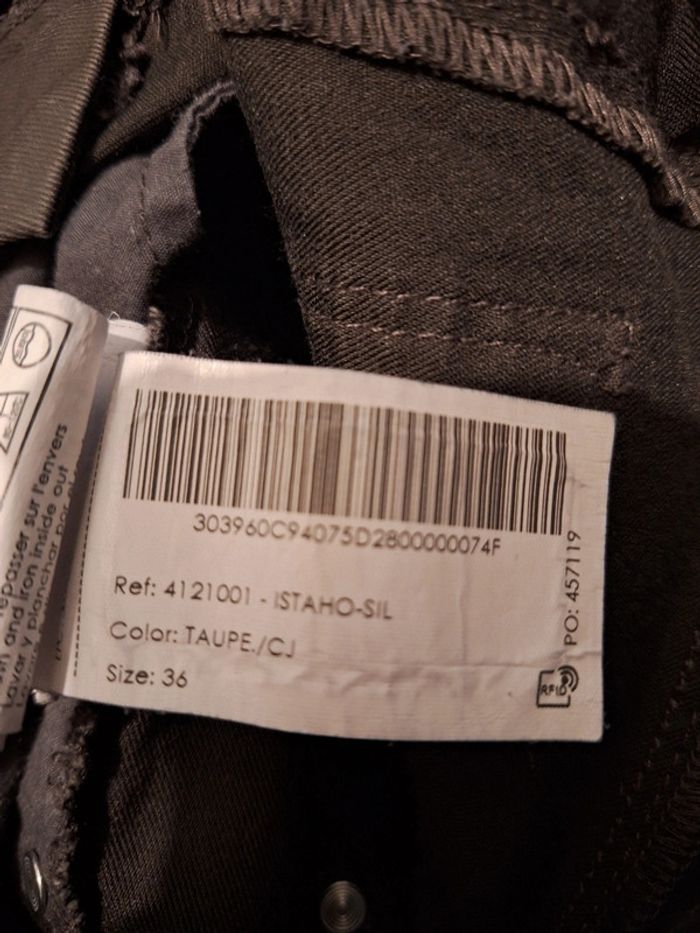 303960C94075D2800000074F
Ref: 4121001 - ISTAHO-SIL
Color: TAUPE./CJ
Size: 36
PO: 457119
RFID
repasser sur l'envers
and iron inside out
Lavar y planchar por